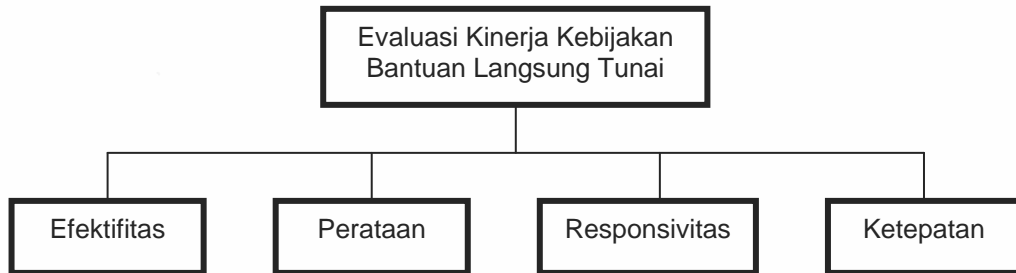 Evaluasi Kinerja Kebijakan
Bantuan Langsung Tunai
Efektifitas
Perataan
Responsivitas
Ketepatan